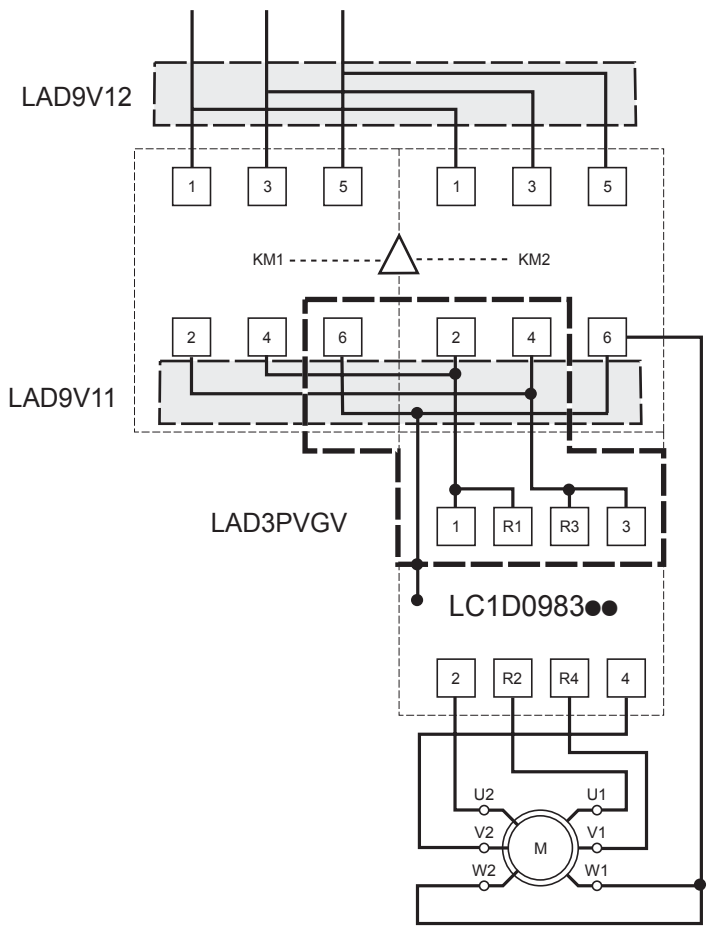 LAD9V12
1 3 5 1 3 5
KM1 KM2
2 4 6 2 4 6
LAD9V11
LAD3PVGV
1 R1 R3 3
LC1D0983●●
2 R2 R4 4
U2 U1
V2 M V1
W2 W1